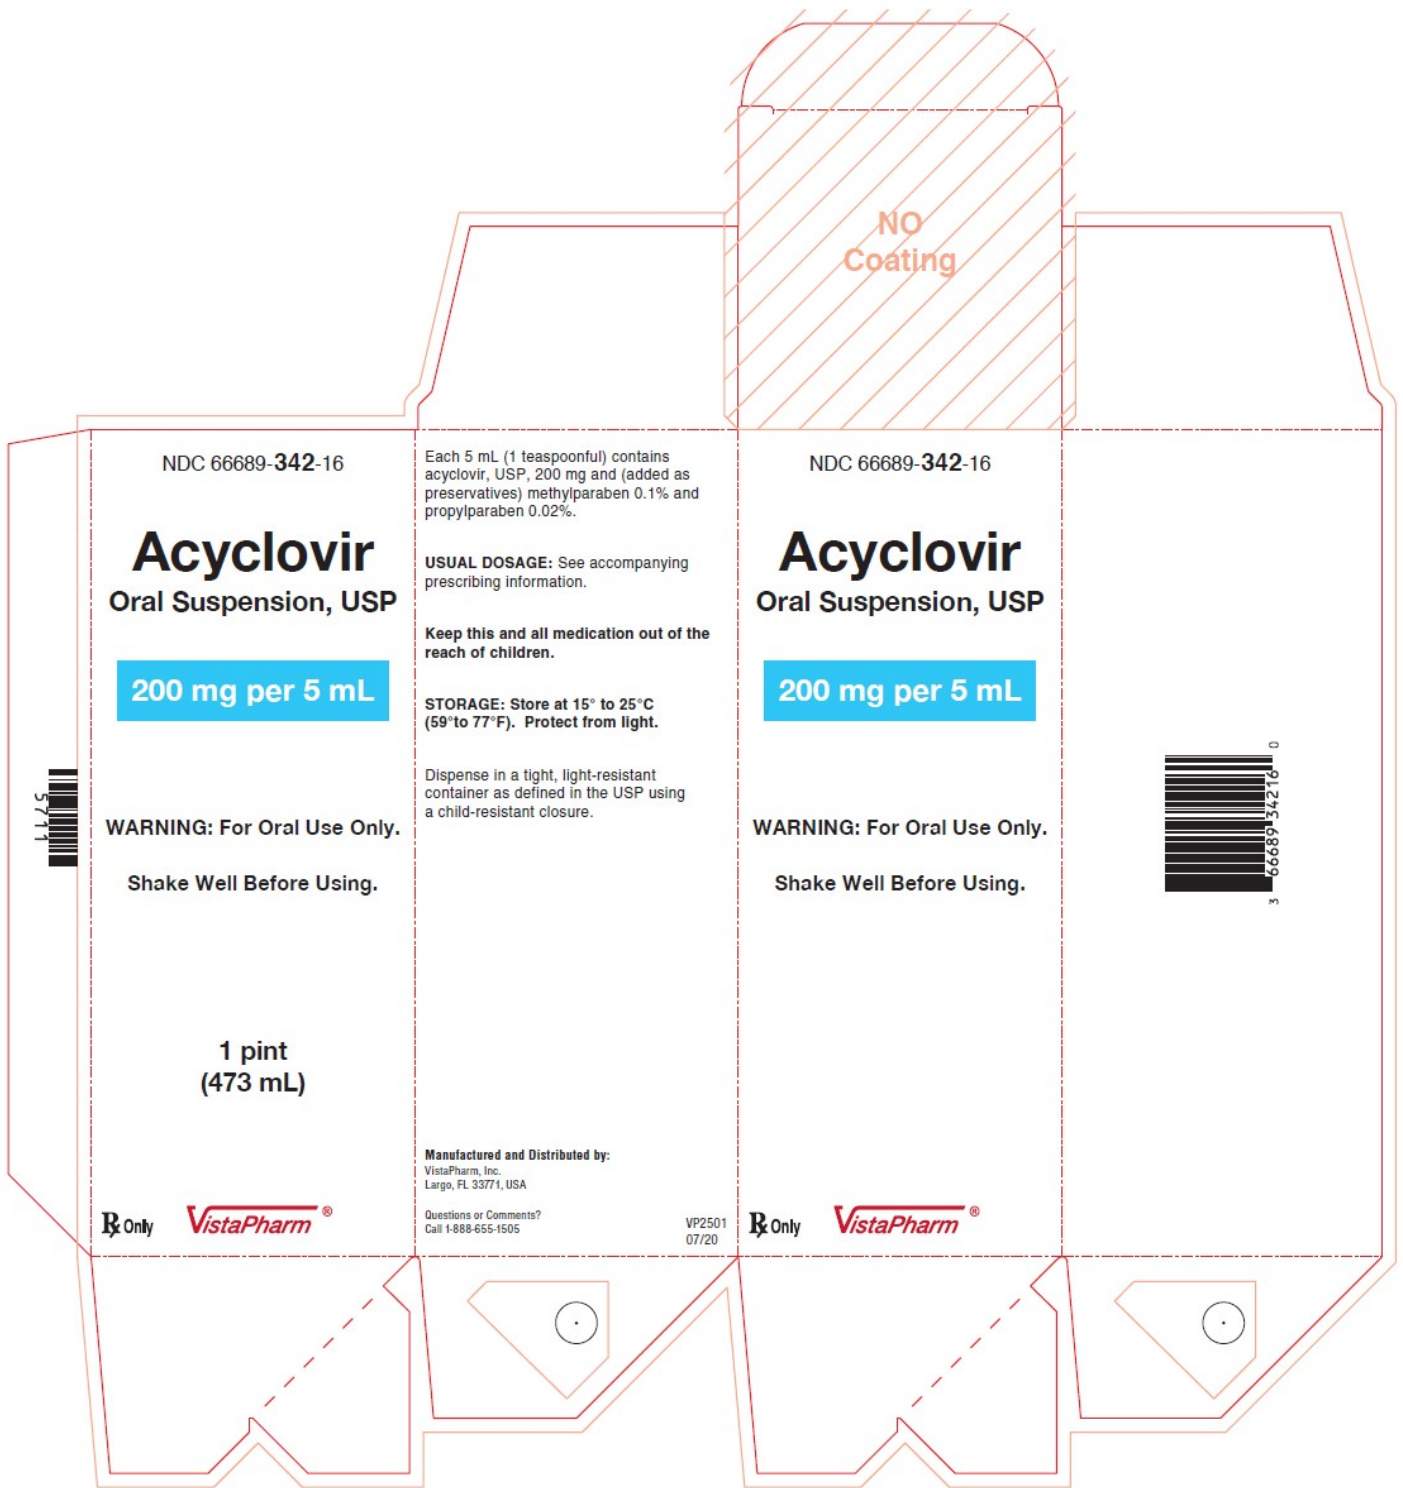 NO
Coating
NDC 66689-342-16
Acyclovir
Oral Suspension, USP
200 mg per 5 mL
WARNING: For Oral Use Only.
Shake Well Before Using.
1 pint
(473 mL)
℞ Only
VistaPharm ®
5711
Each 5 mL (1 teaspoonful) contains
acyclovir, USP, 200 mg and (added as
preservatives) methylparaben 0.1% and
propylparaben 0.02%.
USUAL DOSAGE: See accompanying
prescribing information.
Keep this and all medication out of the
reach of children.
STORAGE: Store at 15° to 25°C
(59°to 77°F). Protect from light.
Dispense in a tight, light-resistant
container as defined in the USP using
a child-resistant closure.
Manufactured and Distributed by:
VistaPharm, Inc.
Largo, FL 33771, USA
Questions or Comments?
Call 1-888-655-1505
VP2501
07/20
NDC 66689-342-16
Acyclovir
Oral Suspension, USP
200 mg per 5 mL
WARNING: For Oral Use Only.
Shake Well Before Using.
℞ Only
VistaPharm ®
3 66689 34216 0